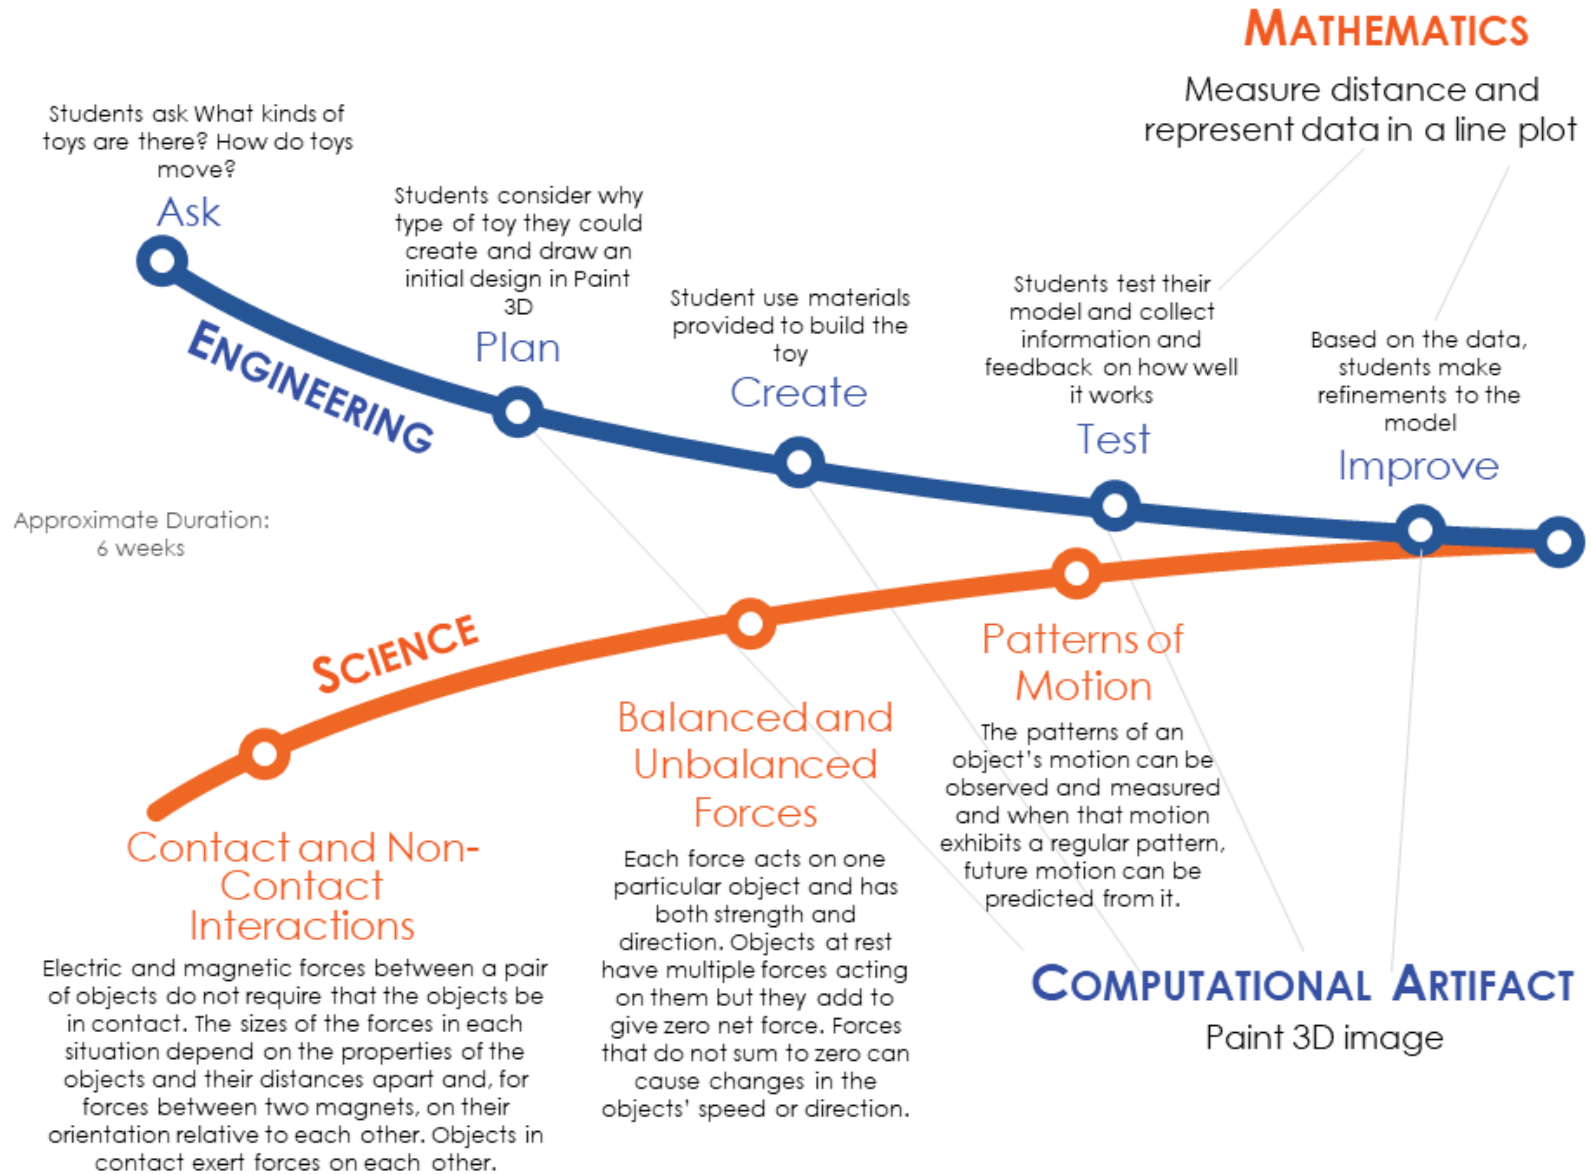 MATHEMATICS
Measure distance and
represent data in a line plot
Students ask What kinds of
toys are there? How do toys
move?
Ask
Students consider why
type of toy they could
create and draw an
initial design in Paint
3D
Plan
Student use materials
provided to build the
toy
Create
Students test their
model and collect
information and
feedback on how well
it works
Test
Based on the data,
students make
refinements to the
model
Improve
ENGINEERING
Approximate Duration:
6 weeks
SCIENCE
Contact and Non-
Contact
Interactions
Electric and magnetic forces between a pair
of objects do not require that the objects be
in contact. The sizes of the forces in each
situation depend on the properties of the
objects and their distances apart and, for
forces between two magnets, on their
orientation relative to each other. Objects in
contact exert forces on each other.
Balanced and
Unbalanced
Forces
Each force acts on one
particular object and has
both strength and
direction. Objects at rest
have multiple forces acting
on them but they add to
give zero net force. Forces
that do not sum to zero can
cause changes in the
objects' speed or direction.
Patterns of
Motion
The patterns of an
object's motion can be
observed and measured
and when that motion
exhibits a regular pattern,
future motion can be
predicted from it.
COMPUTATIONAL ARTIFACT
Paint 3D image